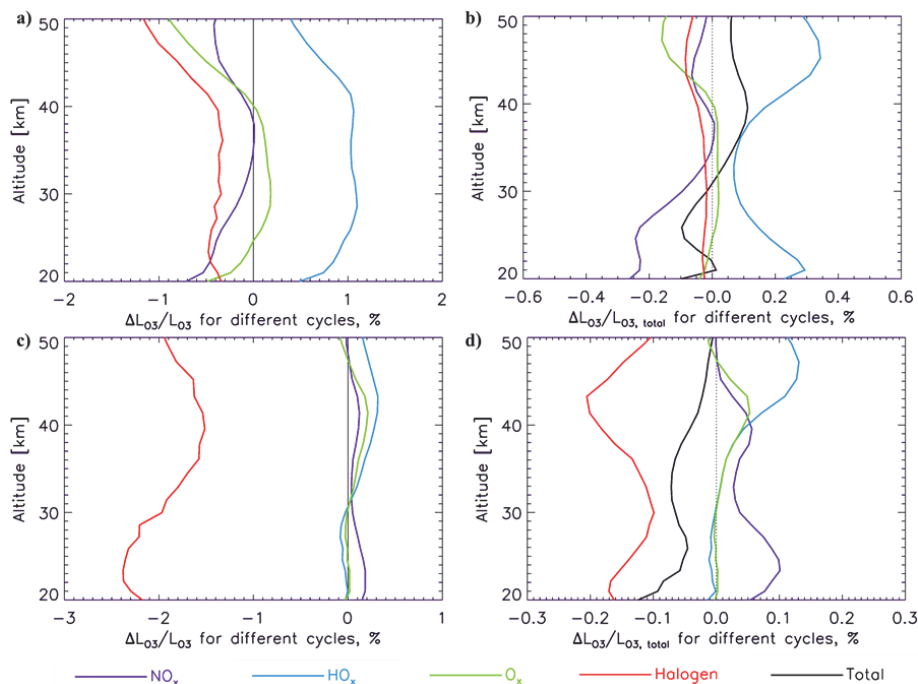 a)
50
40
30
20
Altitude [km]
−2 −1 0 1 2
ΔL_O3/L_O3 for different cycles, %
b)
50
40
30
20
Altitude [km]
−0.6 −0.4 −0.2 −0.0 0.2 0.4 0.6
ΔL_O3/L_O3, total for different cycles, %
c)
50
40
30
20
Altitude [km]
−3 −2 −1 0 1
ΔL_O3/L_O3 for different cycles, %
d)
50
40
30
20
Altitude [km]
−0.3 −0.2 −0.1 0.0 0.1 0.2 0.3
ΔL_O3/L_O3, total for different cycles, %
NOₓ HOₓ Oₓ Halogen Total